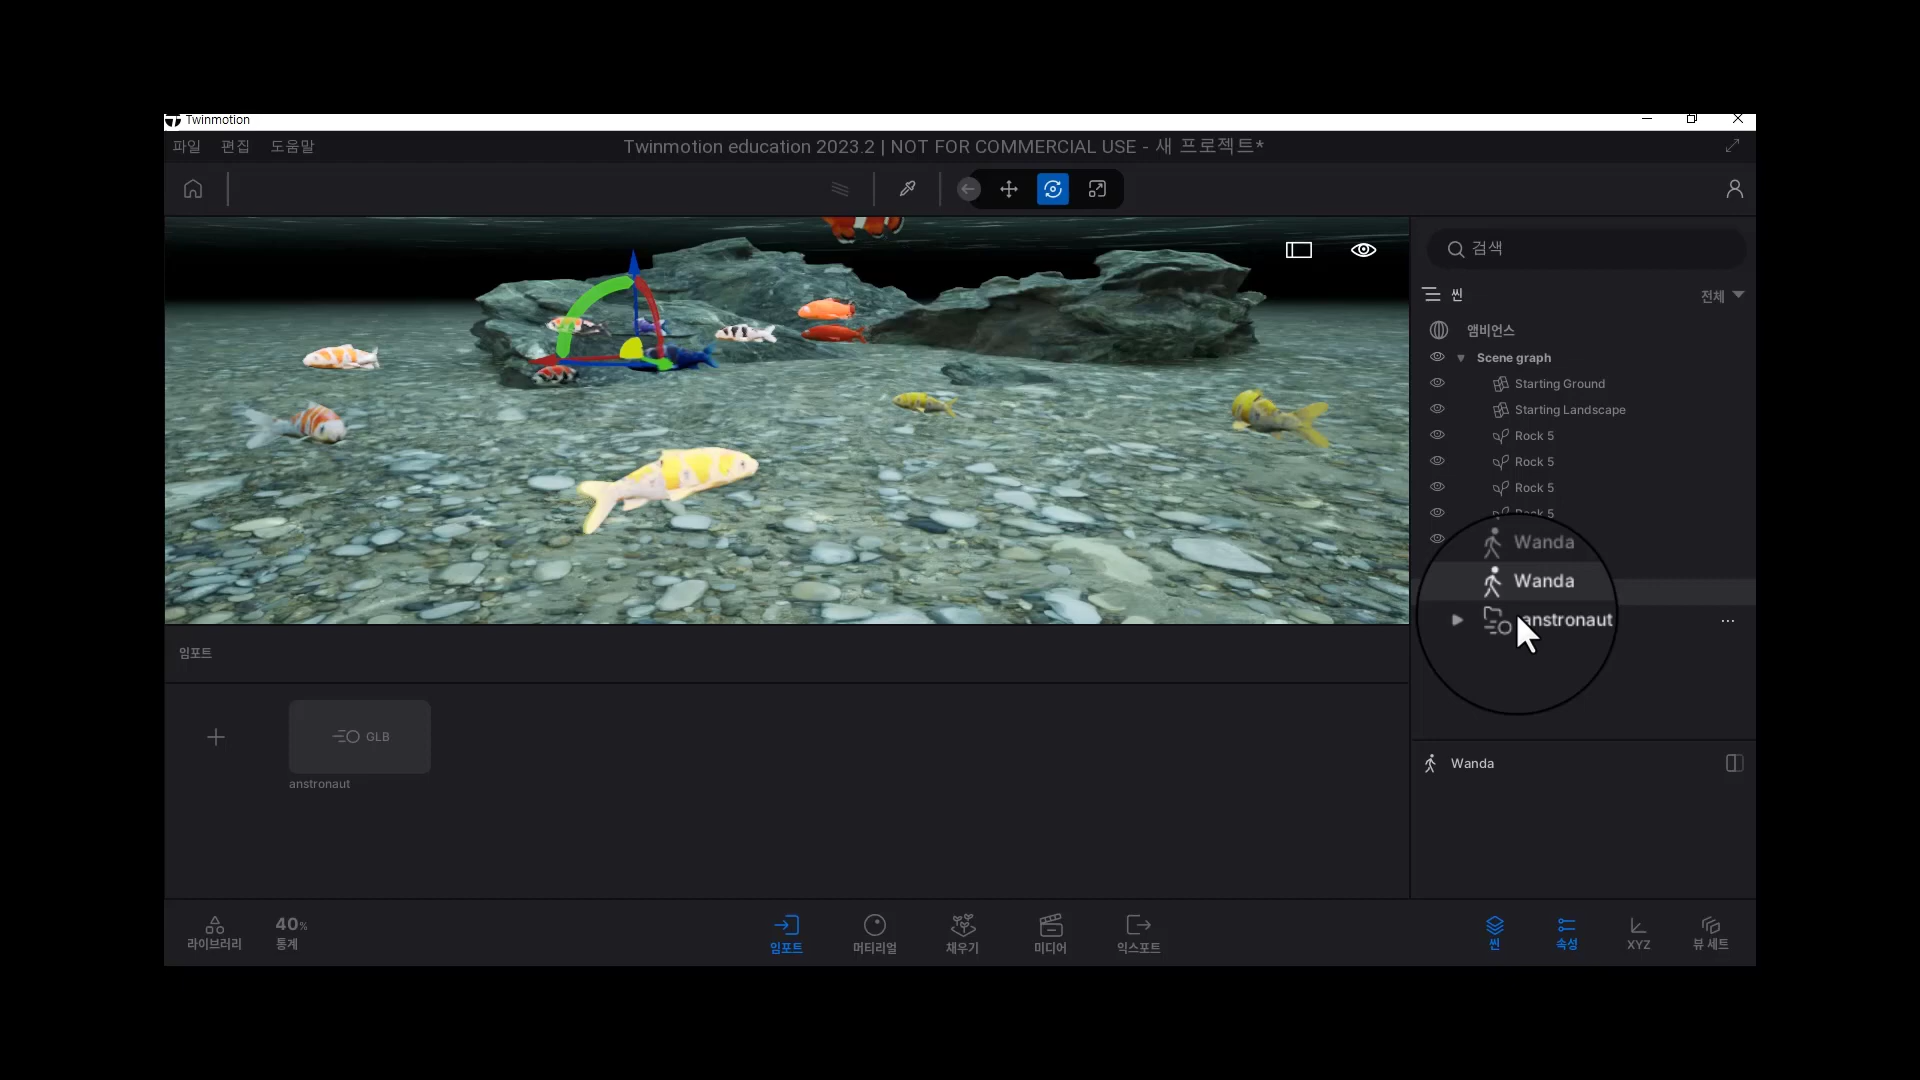 Twinmotion
파일 편집 도움말
Twinmotion education 2023.2 | NOT FOR COMMERCIAL USE - 새 프로젝트*
검색
씬 전체
앰비언스
Scene graph
Starting Ground
Starting Landscape
Rock 5
Rock 5
Rock 5
Rock 5
Wanda
Wanda
anstronaut
...
임포트
GLB
anstronaut
Wanda
라이브러리
40%
통계
임포트
머티리얼
채우기
미디어
익스포트
씬
속성
XYZ
뷰 세트